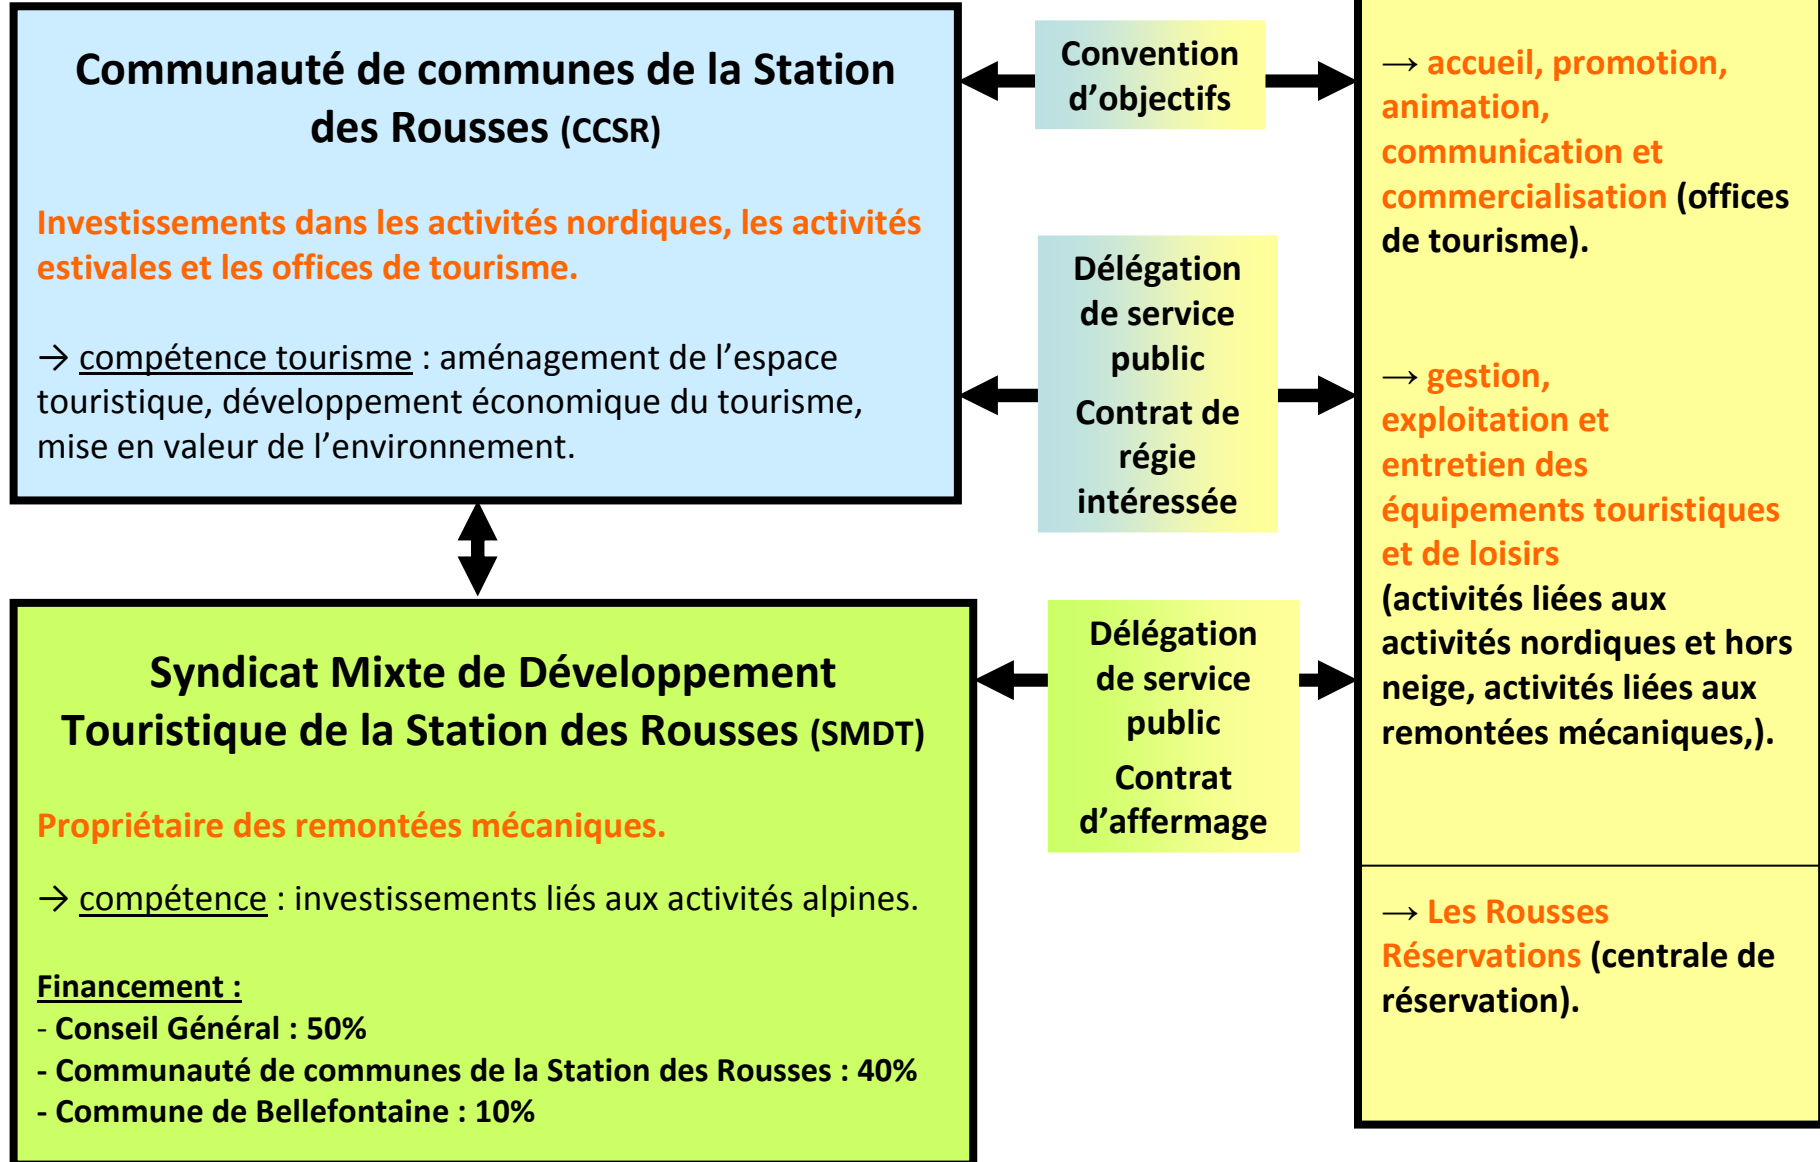 Communauté de communes de la Station
des Rousses (CCSR)
Investissements dans les activités nordiques, les activités
estivales et les offices de tourisme.
→ compétence tourisme : aménagement de l’espace
touristique, développement économique du tourisme,
mise en valeur de l’environnement.
Syndicat Mixte de Développement
Touristique de la Station des Rousses (SMDT)
Propriétaire des remontées mécaniques.
→ compétence : investissements liés aux activités alpines.
Financement :
- Conseil Général : 50%
- Communauté de communes de la Station des Rousses : 40%
- Commune de Bellefontaine : 10%
Convention
d’objectifs
Délégation
de service
public
Contrat de
régie
intéressée
Délégation
de service
public
Contrat
d’affermage
→ accueil, promotion,
animation,
communication et
commercialisation (offices
de tourisme).
→ gestion,
exploitation et
entretien des
équipements touristiques
et de loisirs
(activités liées aux
activités nordiques et hors
neige, activités liées aux
remontées mécaniques,).
→ Les Rousses
Réservations (centrale de
réservation).